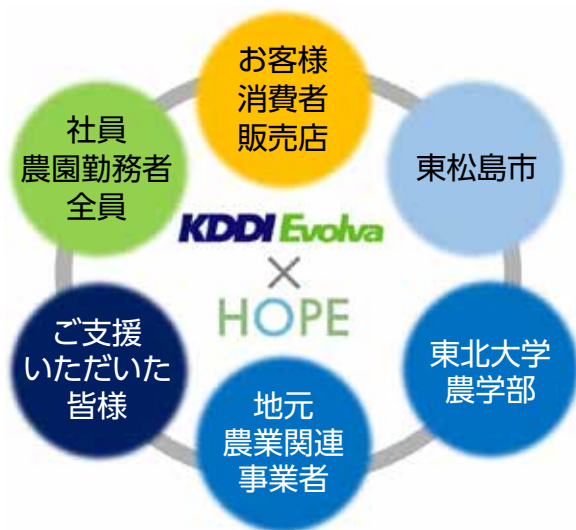 お客様
消費者
販売店
東松島市
東北大学
農学部
地元
農業関連
事業者
ご支援
いただいた
皆様
社員
農園勤務者
全員
KDDI Evolva
×
HOPE